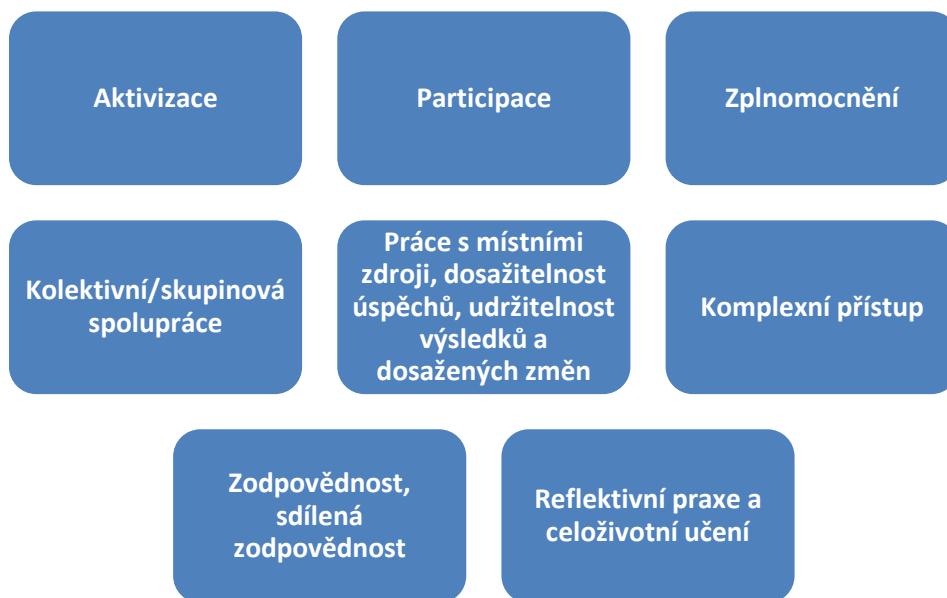 Aktivizace
Participace
Zplnomocnění
Kolektivní/skupinová
spolupráce
Práce s místními
zdroji, dosažitelnost
úspěchů, udržitelnost
výsledků a
dosažených změn
Komplexní přístup
Zodpovědnost,
sdílená
zodpovědnost
Reflektivní praxe a
celoživotní učení